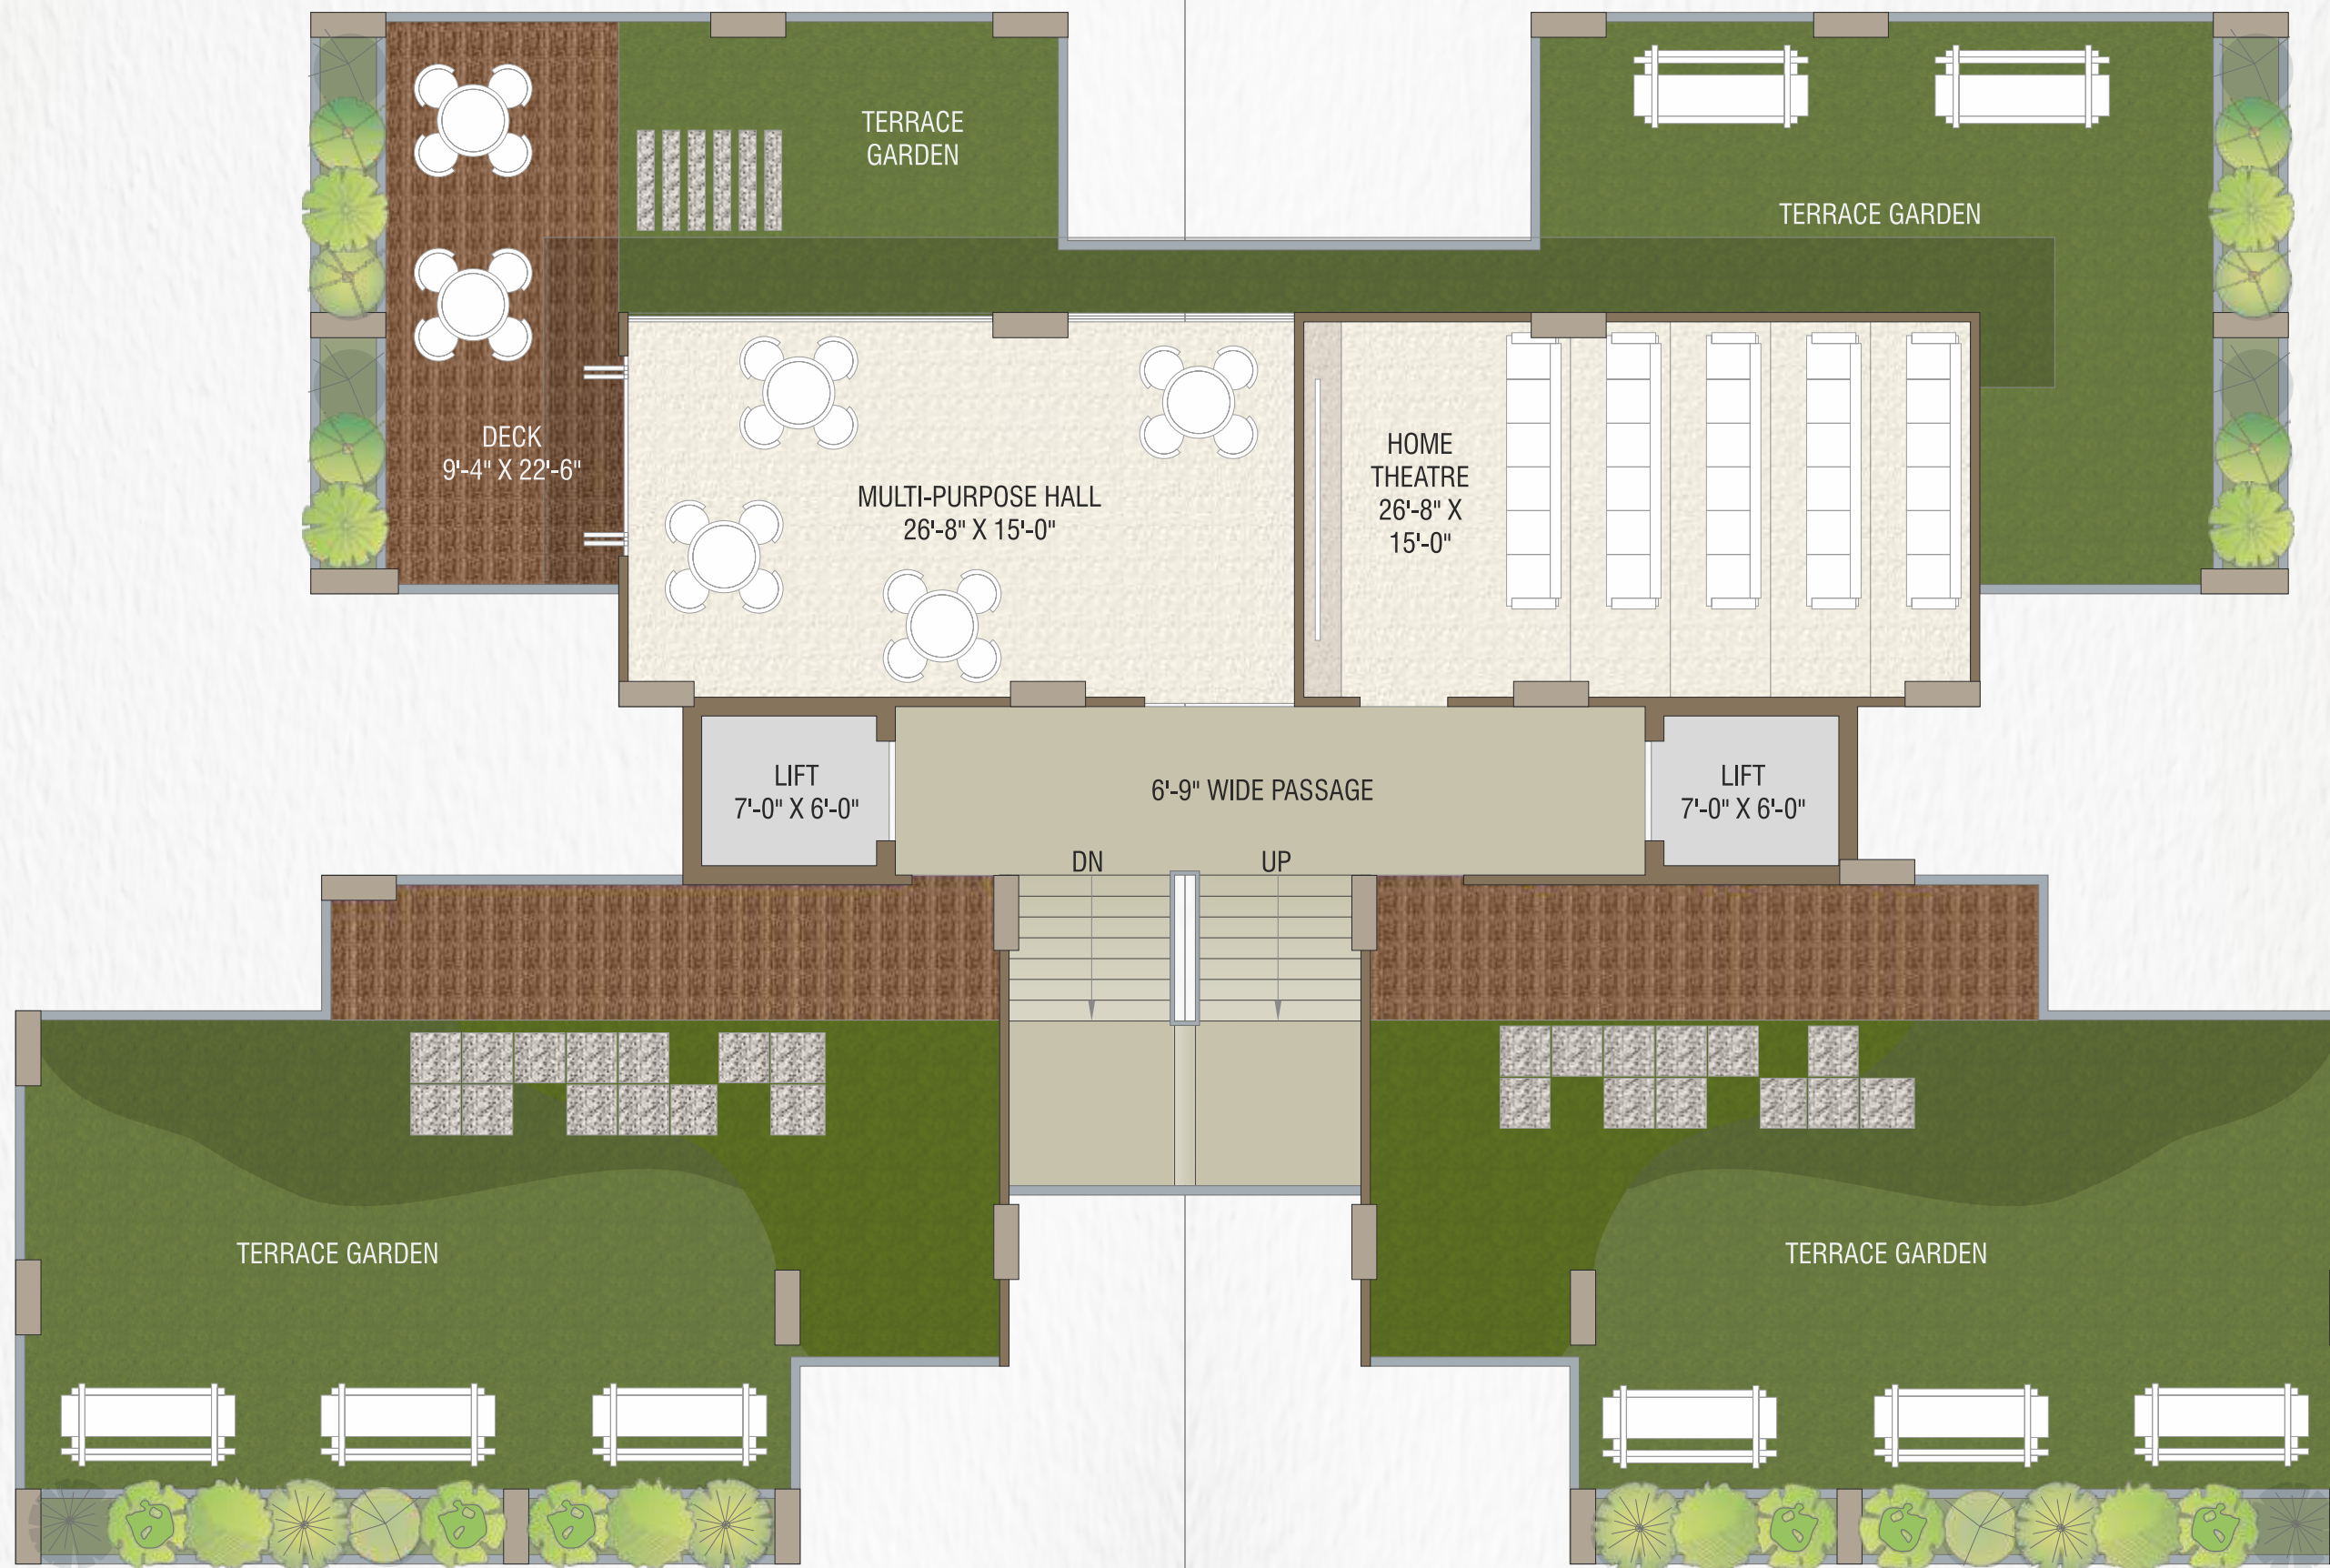 TERRACE
GARDEN
TERRACE GARDEN
DECK
9'-4" X 22'-6"
MULTI-PURPOSE HALL
26'-8" X 15'-0"
HOME
THEATRE
26'-8" X
15'-0"
LIFT
7'-0" X 6'-0"
6'-9" WIDE PASSAGE
LIFT
7'-0" X 6'-0"
DN
UP
TERRACE GARDEN
TERRACE GARDEN